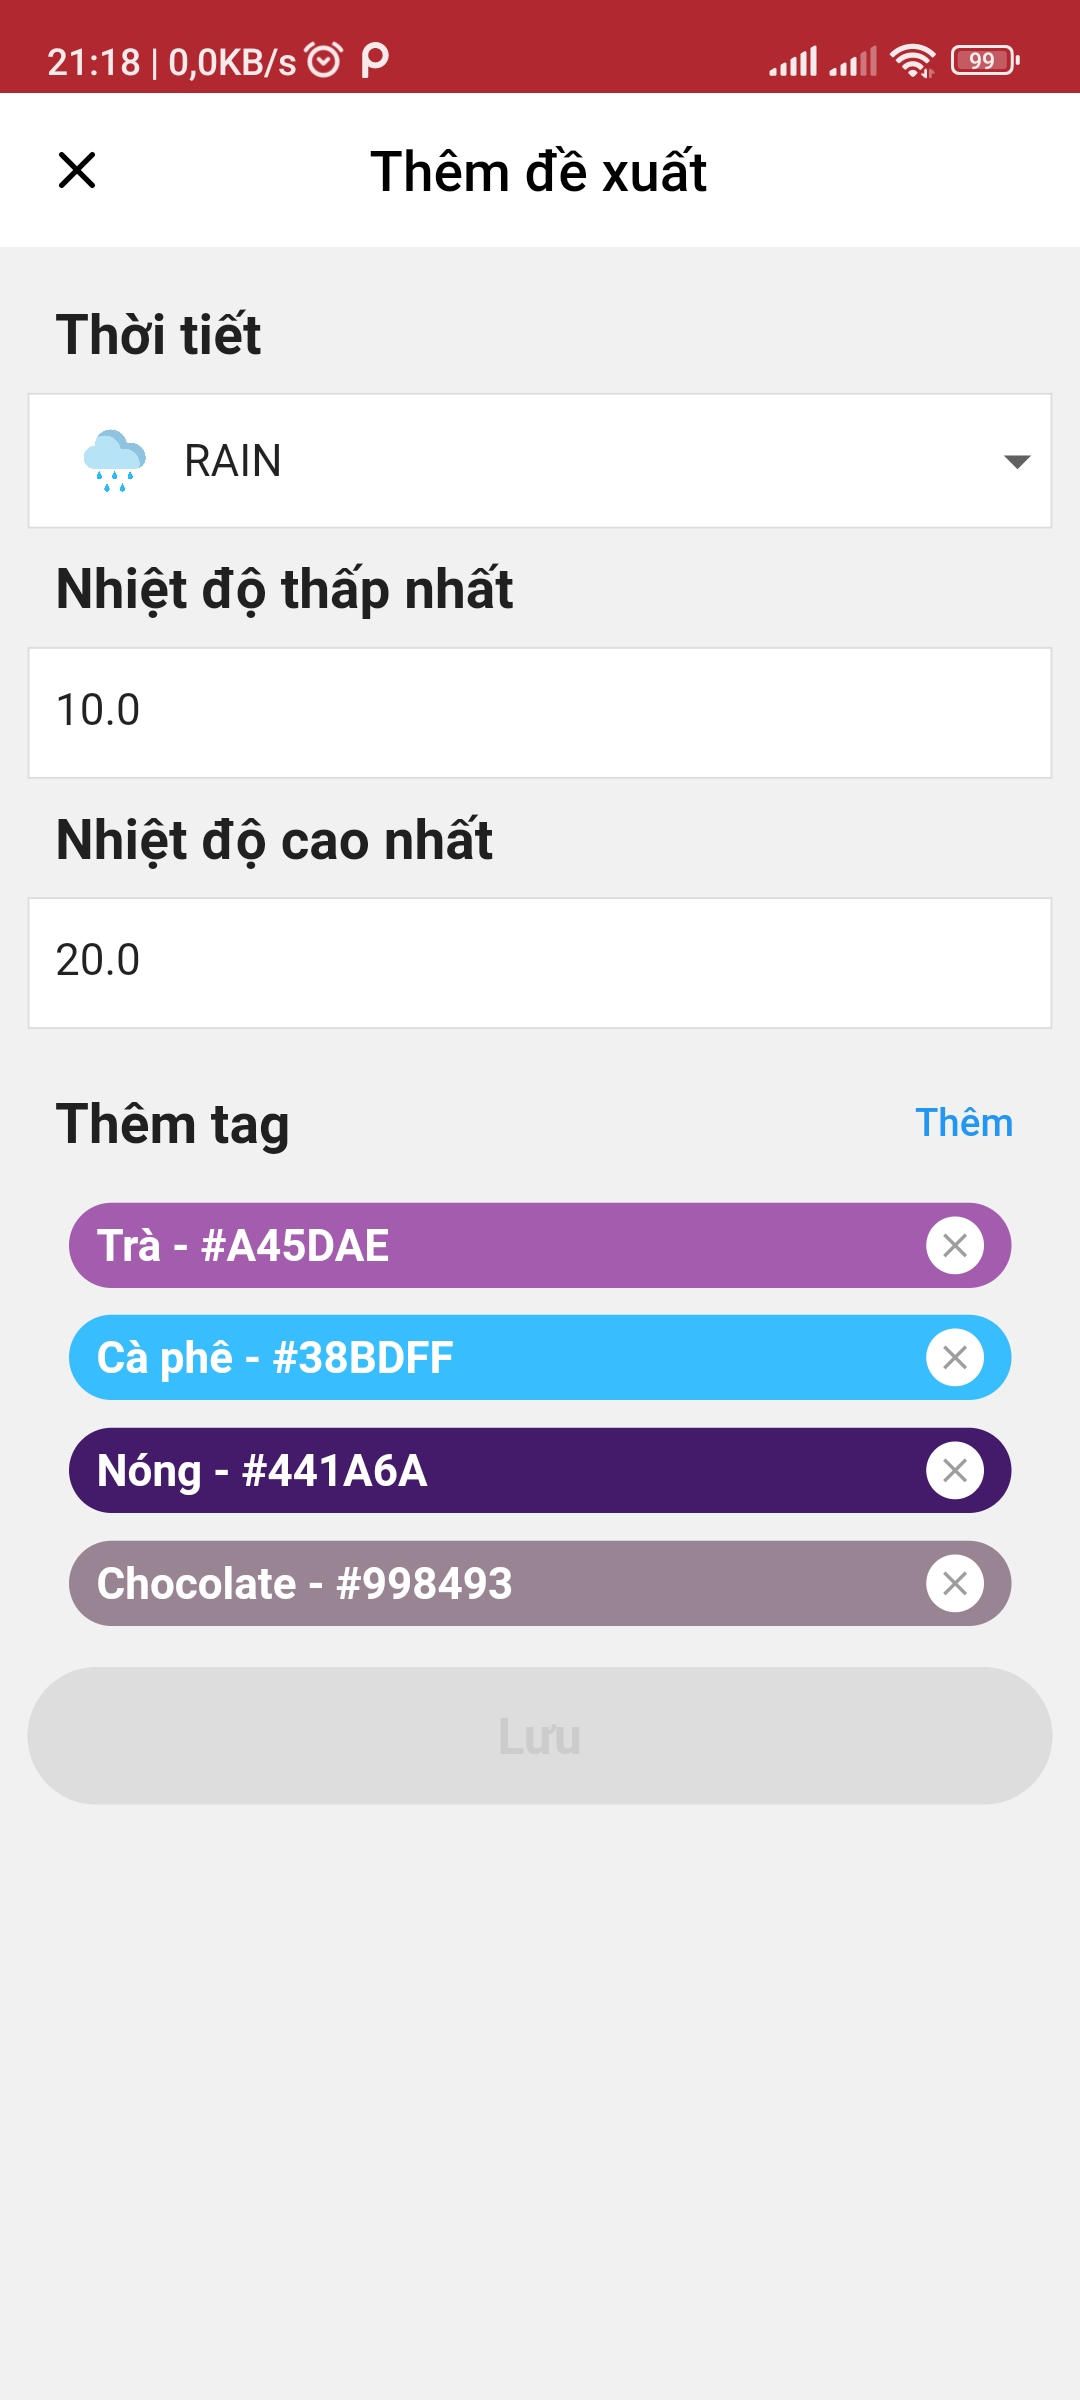 21:18 | 0,0KB/s
99
Thêm đề xuất
Thời tiết
RAIN
Nhiệt độ thấp nhất
10.0
Nhiệt độ cao nhất
20.0
Thêm tag
Thêm
Trà - #A45DAE
Cà phê - #38BDFF
Nóng - #441A6A
Chocolate - #998493
Lưu